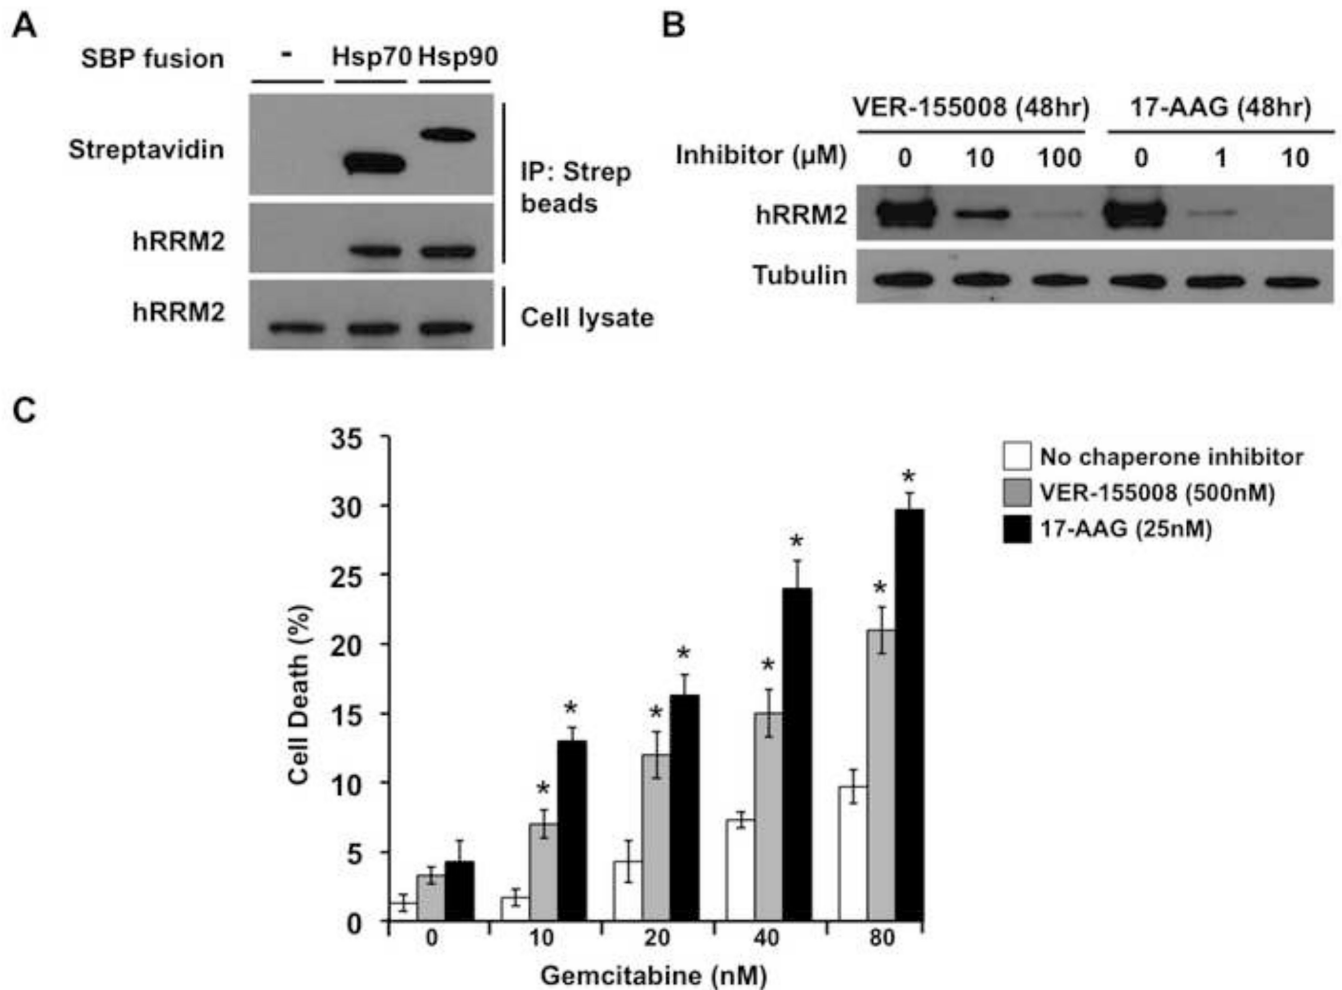 A
SBP fusion - Hsp70 Hsp90
Streptavidin
hRRM2
hRRM2
IP: Strep
beads
Cell lysate
B
VER-155008 (48hr) 17-AAG (48hr)
Inhibitor (µM) 0 10 100 0 1 10
hRRM2
Tubulin
C
35
30
25
20
15
10
5
0
Cell Death (%)
* * * * * * * *
0 10 20 40 80
Gemcitabine (nM)
No chaperone inhibitor
VER-155008 (500nM)
17-AAG (25nM)